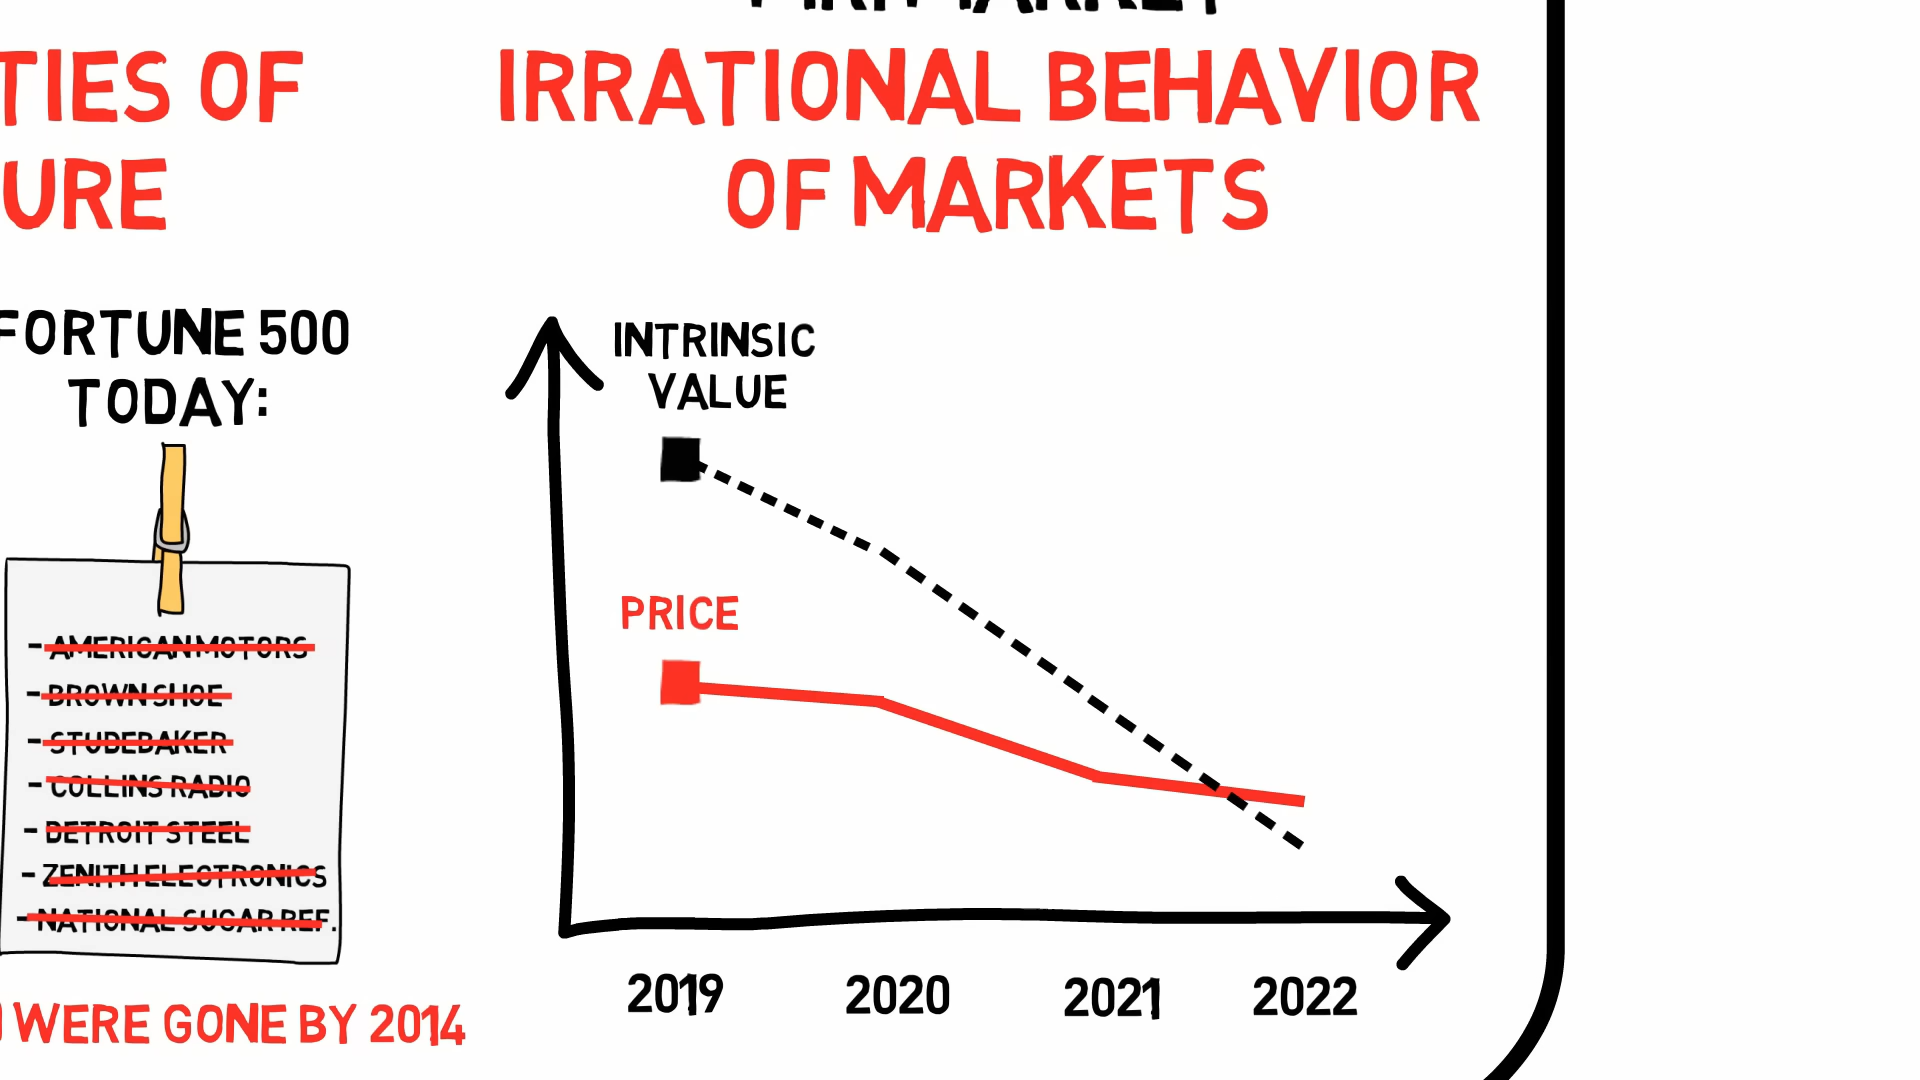 TIES OF
URE
FORTUNE 500
TODAY:
- AMERICAN MOTORS
- BROWN SHOE
- STUDEBAKER
- COLLINS RADIO
- DETROIT STEEL
- ZENITH ELECTRONICS
- NATIONAL SUGAR REF.
WERE GONE BY 2014
MARKET
IRRATIONAL BEHAVIOR
OF MARKETS
INTRINSIC
VALUE
PRICE
2019 2020 2021 2022